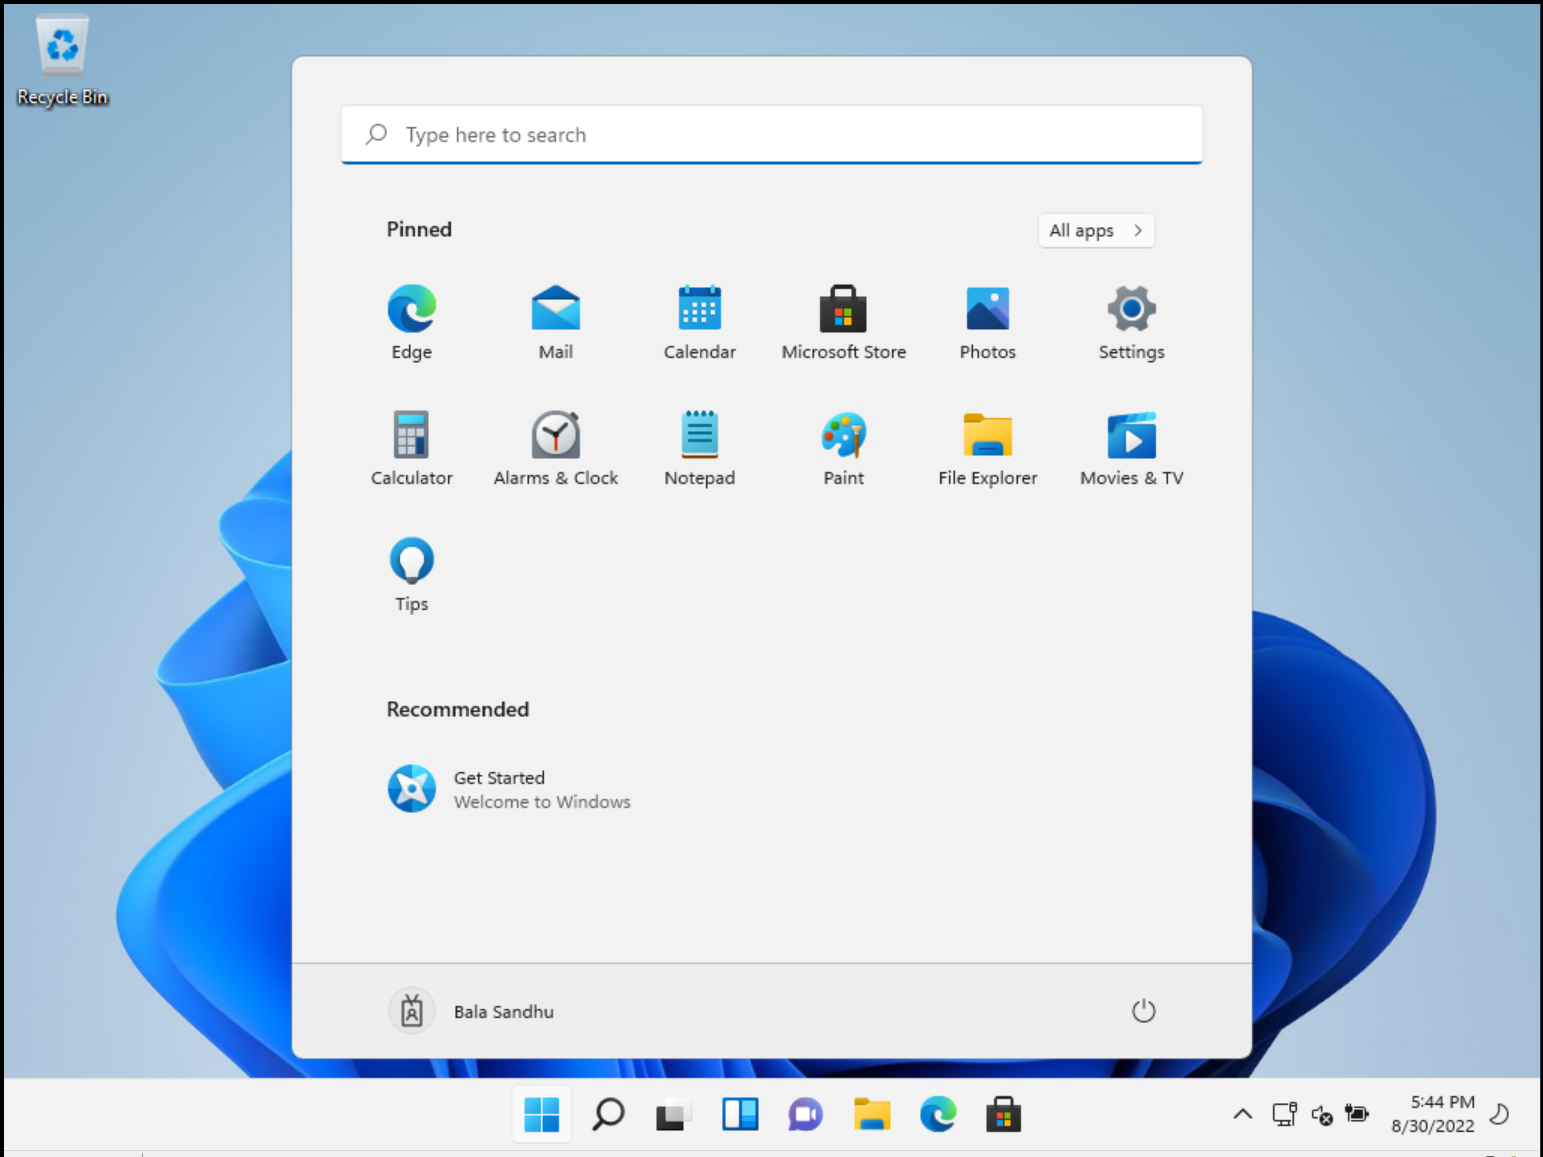 Recycle Bin
Type here to search
Pinned
All apps
Edge
Mail
Calendar
Microsoft Store
Photos
Settings
Calculator
Alarms & Clock
Notepad
Paint
File Explorer
Movies & TV
Tips
Recommended
Get Started
Welcome to Windows
Bala Sandhu
5:44 PM
8/30/2022